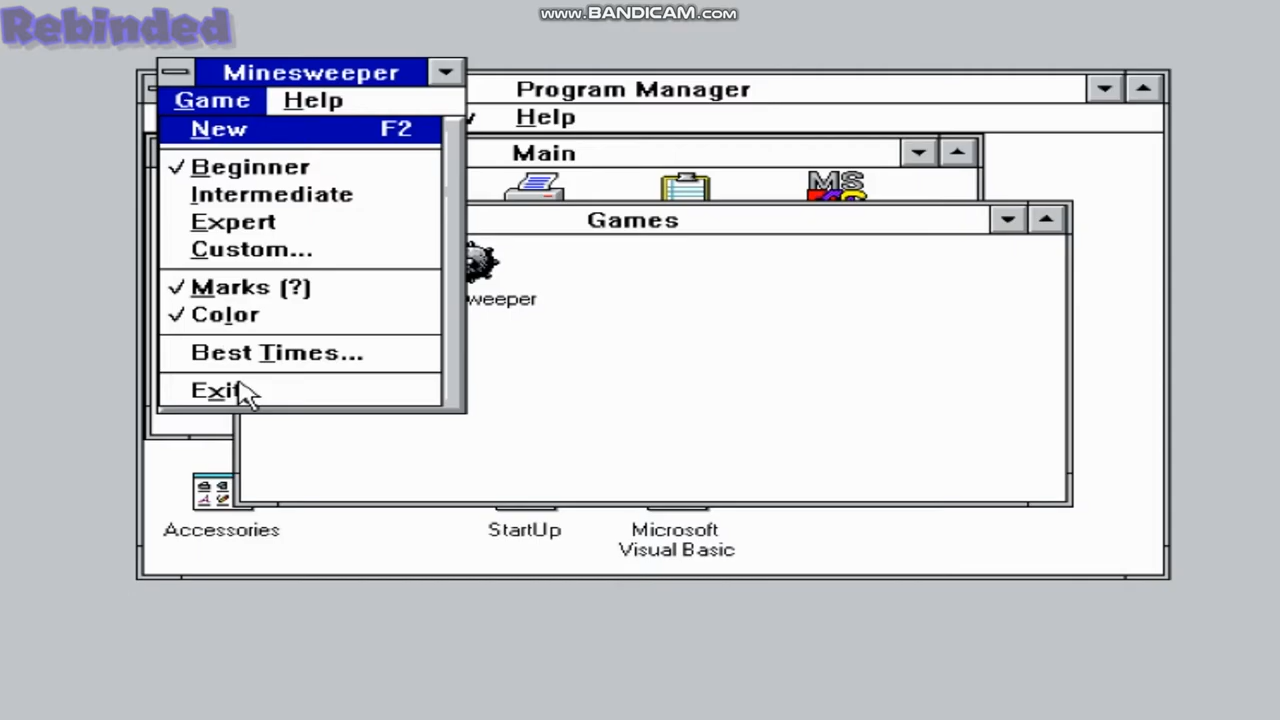 Rebinded
www.BANDICAM.com
Minesweeper
Program Manager
Game Help
Help
New F2
Main
Beginner
Intermediate
MS
Expert
Games
Custom...
Marks (?)
weeper
Color
Best Times...
Exit
Accessories
StartUp
Microsoft
Visual Basic